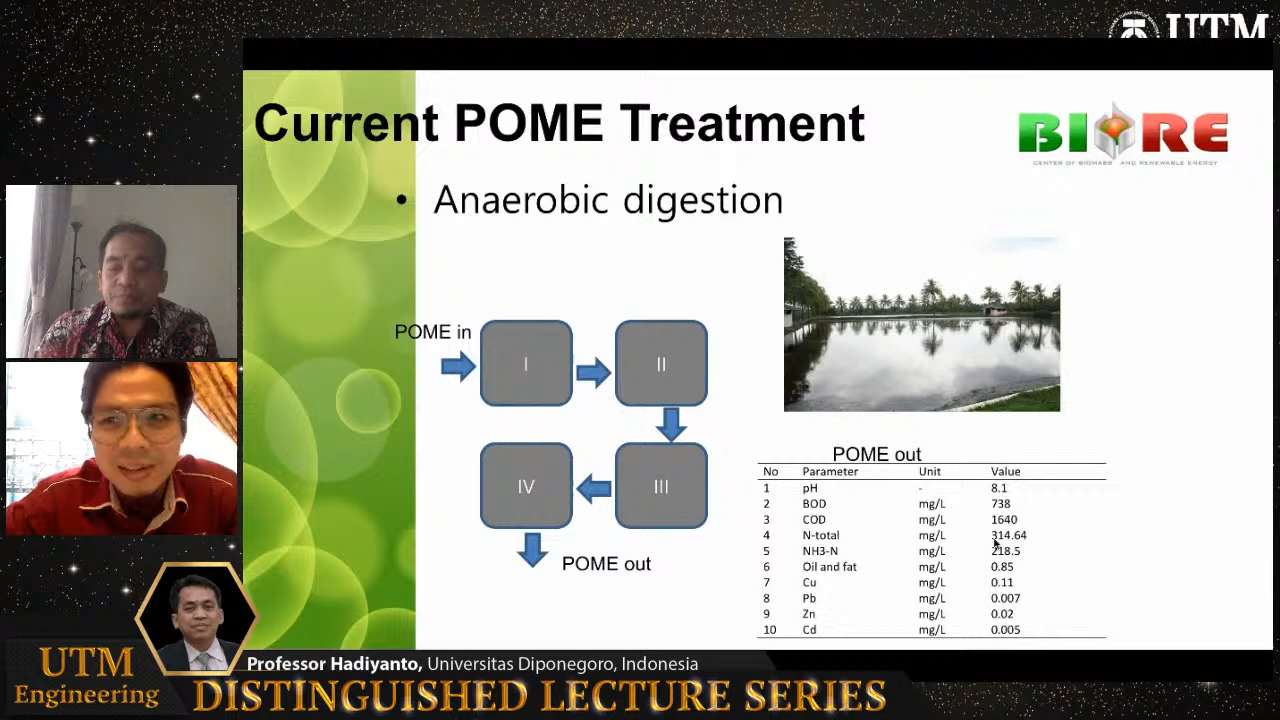 UTM
Current POME Treatment
BIORE
CENTER OF BIOMASS AND RENEWABLE ENERGY
• Anaerobic digestion
POME in
I
II
IV
III
POME out
POME out
No Parameter Unit Value
1 pH - 8.1
2 BOD mg/L 738
3 COD mg/L 1640
4 N-total mg/L 314.64
5 NH3-N mg/L 218.5
6 Oil and fat mg/L 0.85
7 Cu mg/L 0.11
8 Pb mg/L 0.007
9 Zn mg/L 0.02
10 Cd mg/L 0.005
UTM
Engineering
Professor Hadiyanto, Universitas Diponegoro, Indonesia
DISTINGUISHED LECTURE SERIES